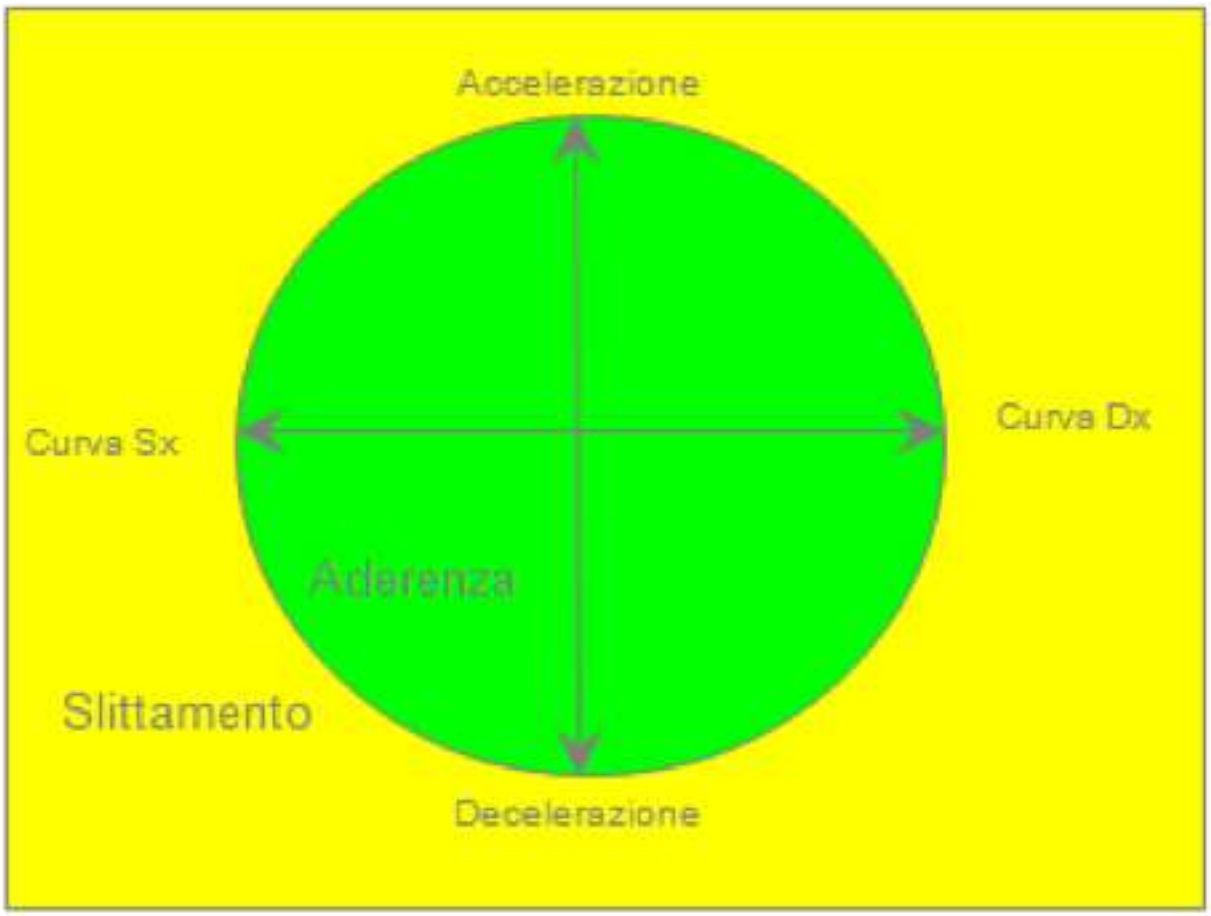 Accelerazione
Curva Sx
Curva Dx
Aderenza
Slittamento
Decelerazione